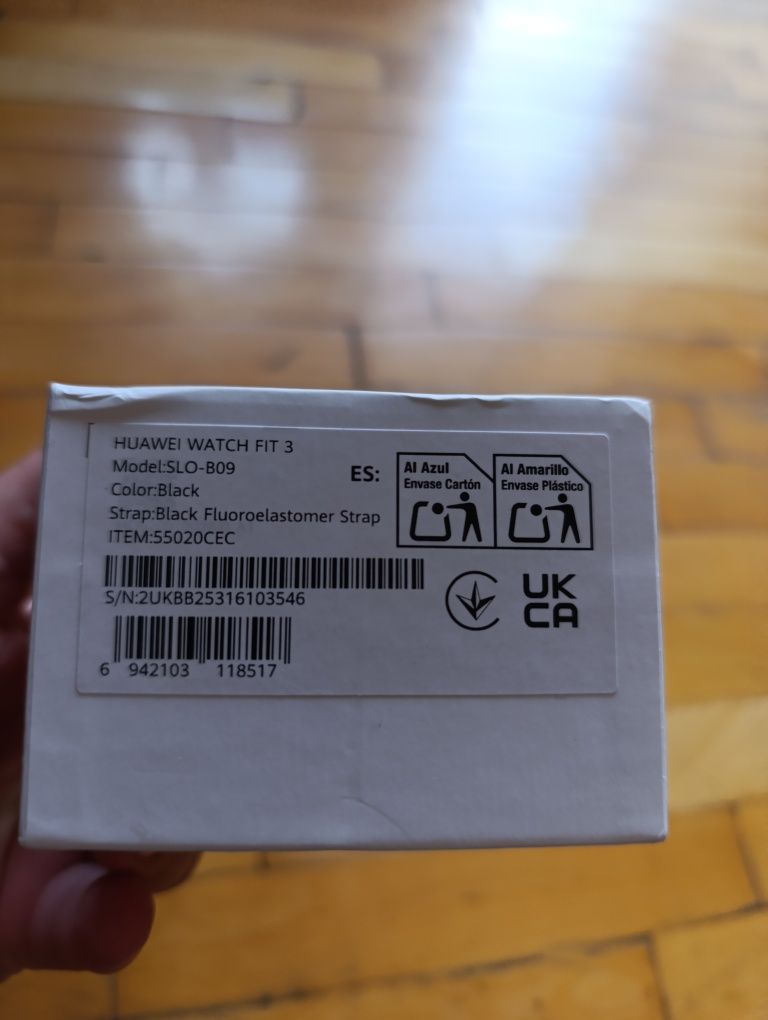 HUAWEI WATCH FIT 3
Model:SLO-B09
Color:Black
Strap:Black Fluoroelastomer Strap
ITEM:55020CEC
S/N:2UKBB25316103546
6 942103 118517
ES:
Al Azul
Envase Cartón
Al Amarillo
Envase Plástico
UK
CA